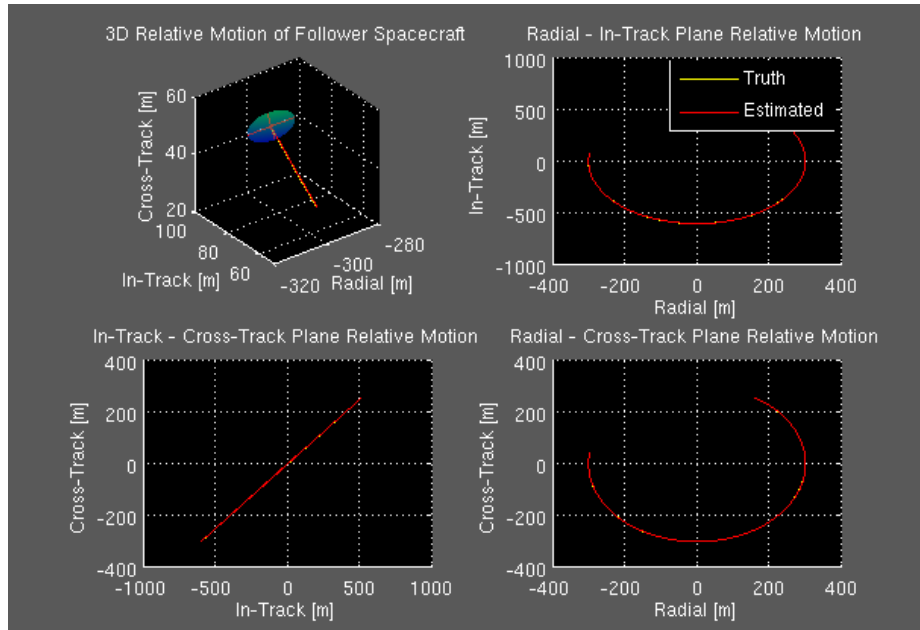 3D Relative Motion of Follower Spacecraft
Cross-Track [m]
60
40
20
100
80
60
In-Track [m]
-320
-300
-280
Radial [m]
Radial - In-Track Plane Relative Motion
Truth
Estimated
In-Track [m]
1000
500
0
-500
-1000
-400
-200
0
200
400
Radial [m]
In-Track - Cross-Track Plane Relative Motion
Cross-Track [m]
400
200
0
-200
-400
-1000
-500
0
500
1000
In-Track [m]
Radial - Cross-Track Plane Relative Motion
Cross-Track [m]
400
200
0
-200
-400
-400
-200
0
200
400
Radial [m]